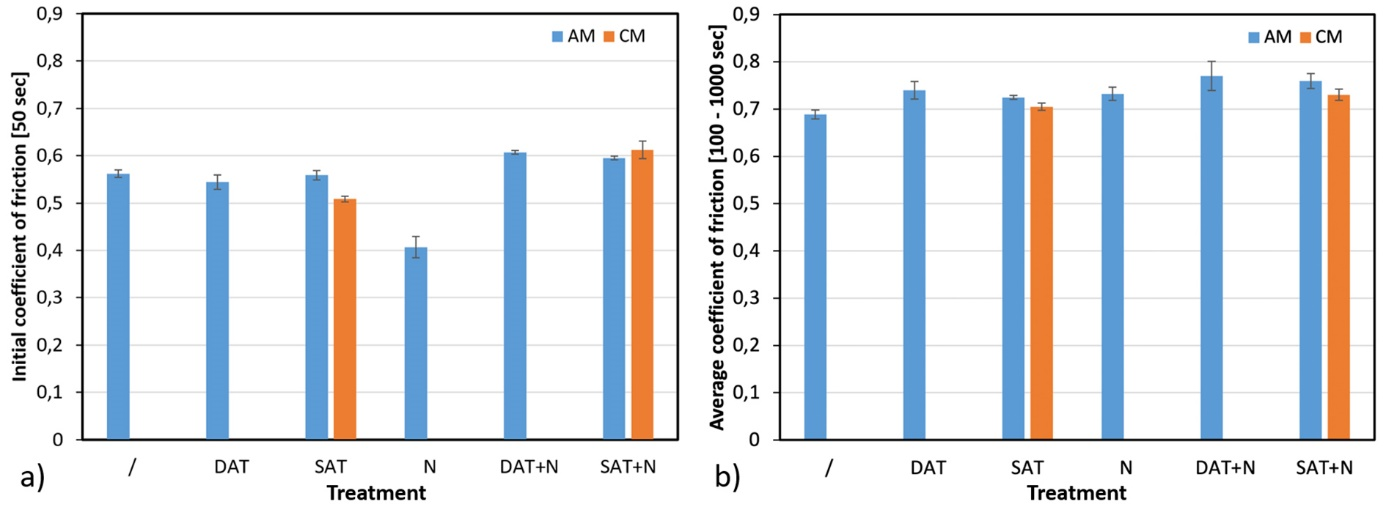 Initial coefficient of friction [50 sec]
0,9
0,8
0,7
0,6
0,5
0,4
0,3
0,2
0,1
0
AM CM
/ DAT SAT N DAT+N SAT+N
Treatment
a)
Average coefficient of friction [100 - 1000 sec]
0,9
0,8
0,7
0,6
0,5
0,4
0,3
0,2
0,1
0
AM CM
/ DAT SAT N DAT+N SAT+N
Treatment
b)